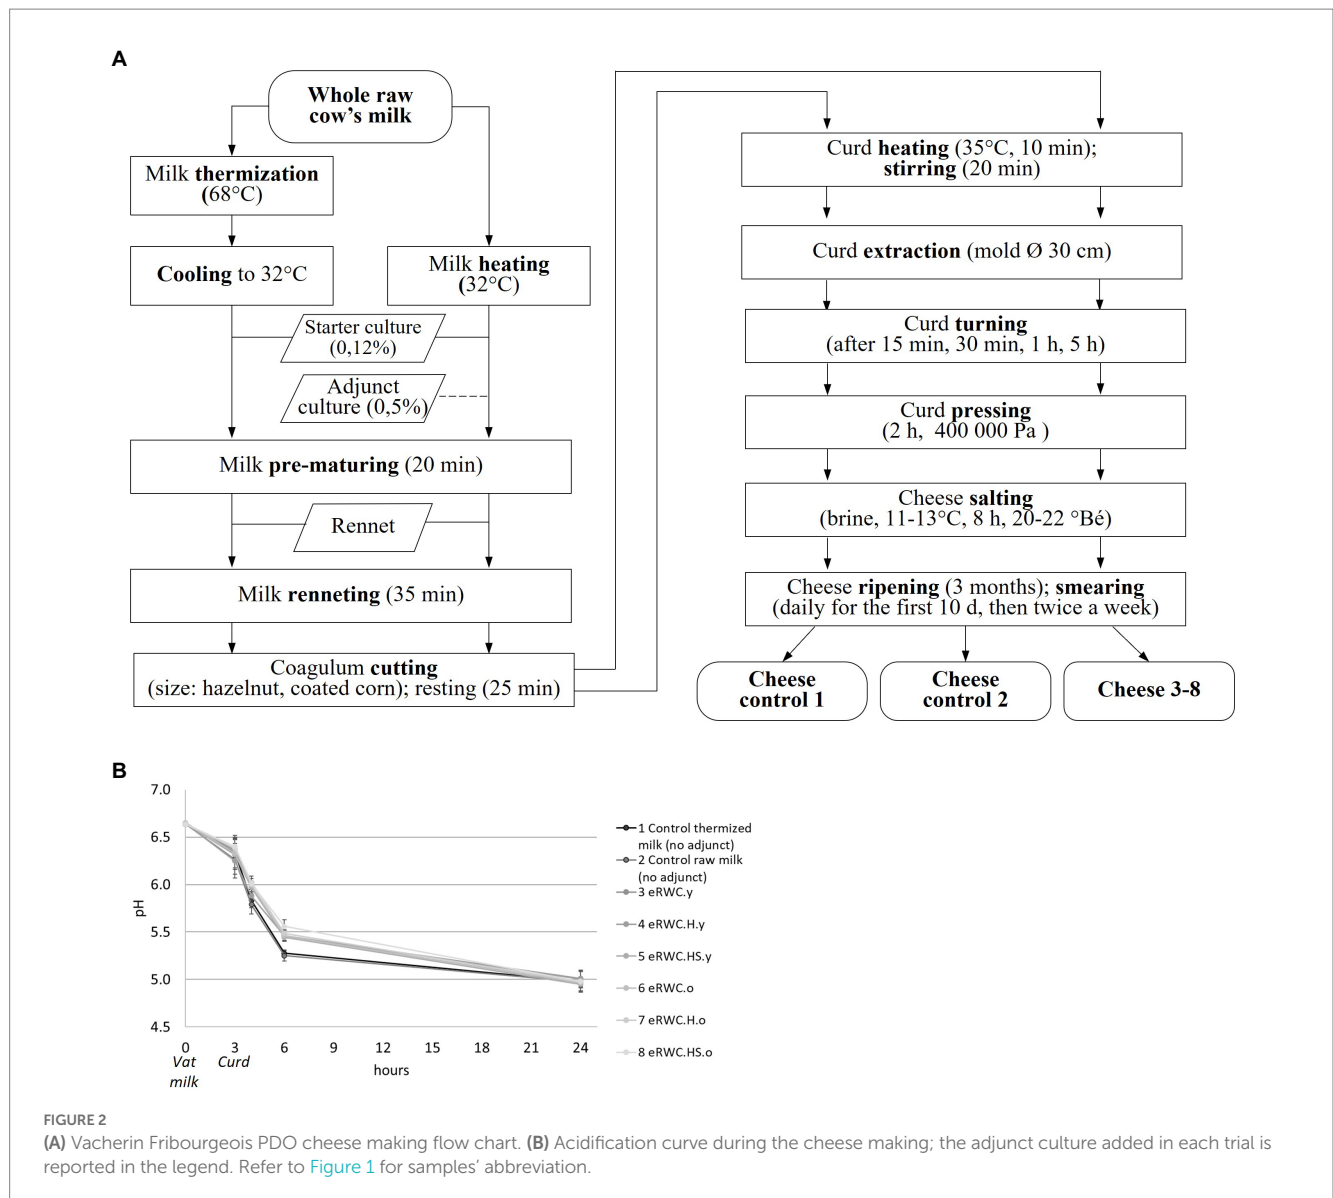 A
Whole raw
cow's milk
Milk thermization
(68°C)
Cooling to 32°C
Milk heating
(32°C)
Starter culture
(0,12%)
Adjunct
culture (0,5%)
Milk pre-maturing (20 min)
Rennet
Milk renneting (35 min)
Coagulum cutting
(size: hazelnut, coated corn); resting (25 min)
Curd heating (35°C, 10 min);
stirring (20 min)
Curd extraction (mold Ø 30 cm)
Curd turning
(after 15 min, 30 min, 1 h, 5 h)
Curd pressing
(2 h,  400 000 Pa )
Cheese salting
(brine, 11-13°C, 8 h, 20-22 °Bé)
Cheese ripening (3 months); smearing
(daily for the first 10 d, then twice a week)
Cheese
control 1
Cheese
control 2
Cheese 3-8
B
7.0
6.5
6.0
5.5
5.0
4.5
pH
0 3 6 9 12 15 18 21 24
Vat
milk
Curd
hours
1 Control thermized
milk (no adjunct)
2 Control raw milk
(no adjunct)
3 eRWC.y
4 eRWC.H.y
5 eRWC.HS.y
6 eRWC.o
7 eRWC.H.o
8 eRWC.HS.o
FIGURE 2
(A) Vacherin Fribourgeois PDO cheese making flow chart. (B) Acidification curve during the cheese making; the adjunct culture added in each trial is
reported in the legend. Refer to Figure 1 for samples' abbreviation.